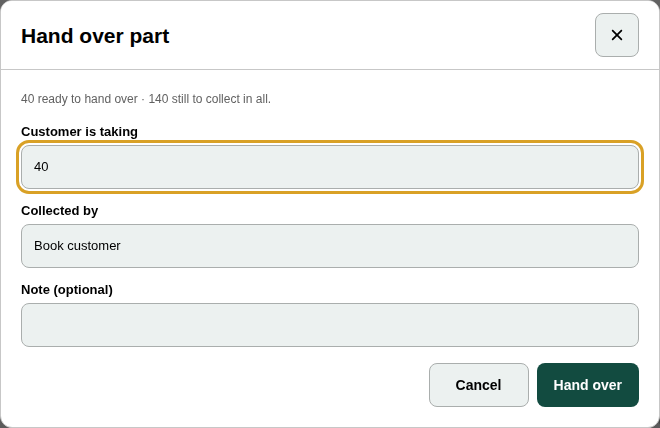 Hand over part
×
40 ready to hand over · 140 still to collect in all.
Customer is taking
40
Collected by
Book customer
Note (optional)
Cancel
Hand over